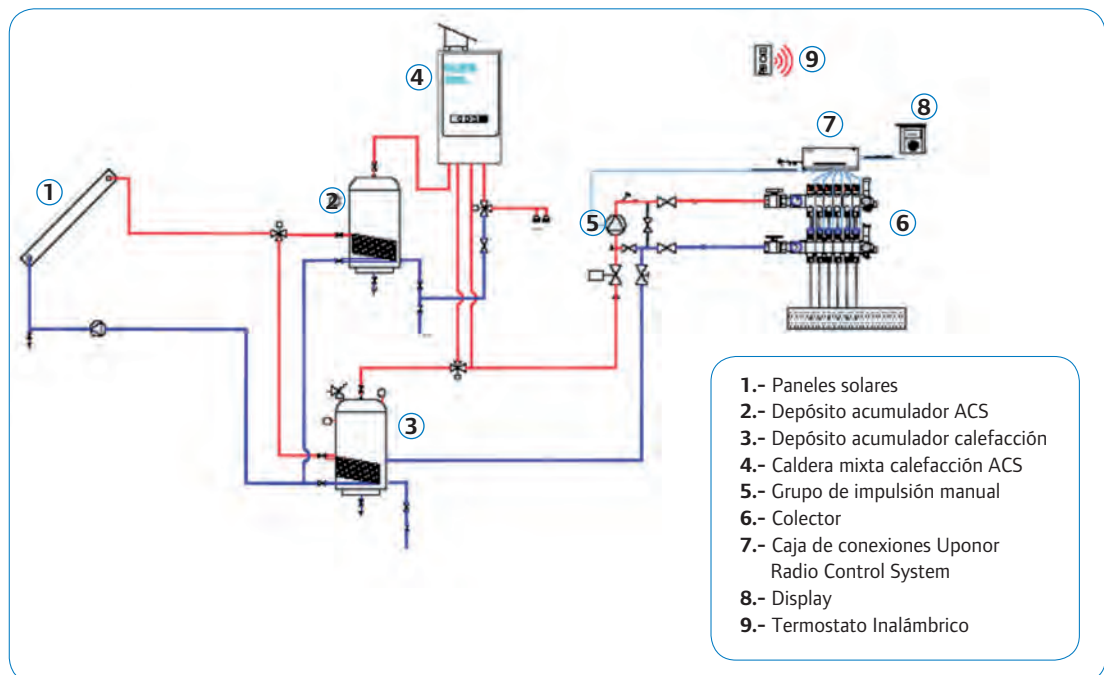 9
4
8
7
1
2
5
6
3
1.- Paneles solares
2.- Depósito acumulador ACS
3.- Depósito acumulador calefacción
4.- Caldera mixta calefacción ACS
5.- Grupo de impulsión manual
6.- Colector
7.- Caja de conexiones Uponor
Radio Control System
8.- Display
9.- Termostato Inalámbrico